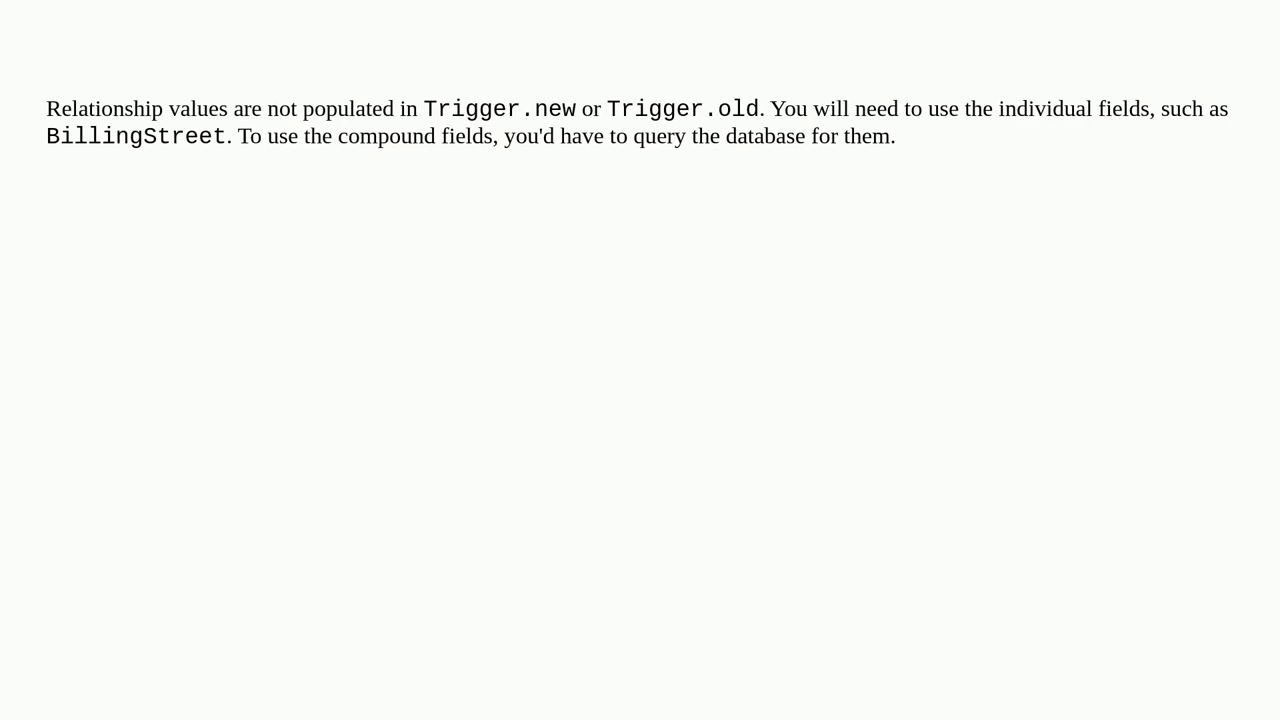 Relationship values are not populated in Trigger.new or Trigger.old. You will need to use the individual fields, such as
BillingStreet. To use the compound fields, you'd have to query the database for them.